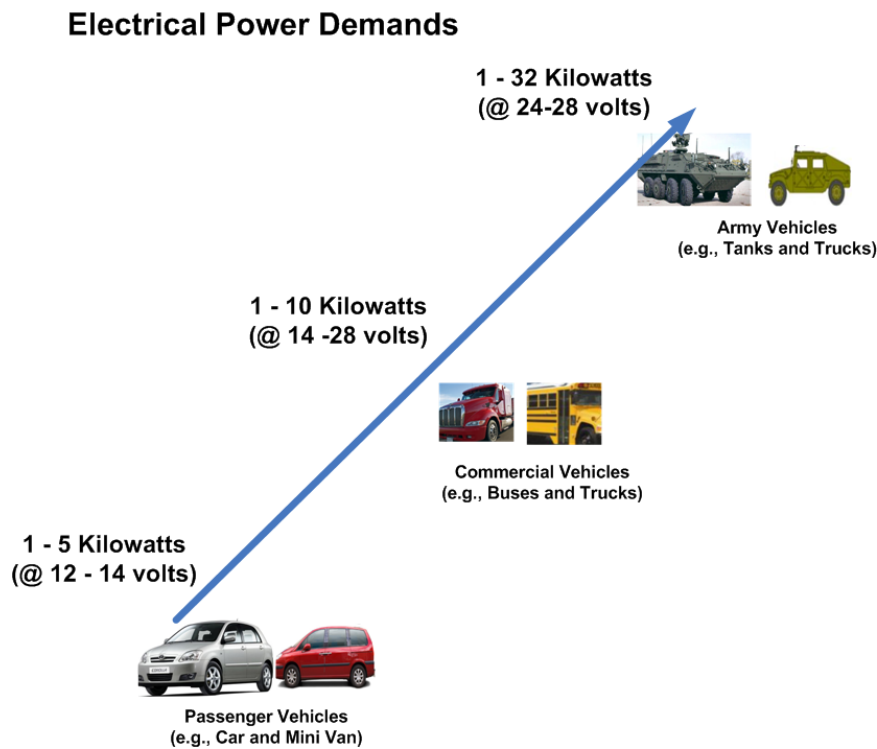 Electrical Power Demands
1 - 32 Kilowatts
(@ 24-28 volts)
Army Vehicles
(e.g., Tanks and Trucks)
1 - 10 Kilowatts
(@ 14 -28 volts)
Commercial Vehicles
(e.g., Buses and Trucks)
1 - 5 Kilowatts
(@ 12 - 14 volts)
Passenger Vehicles
(e.g., Car and Mini Van)